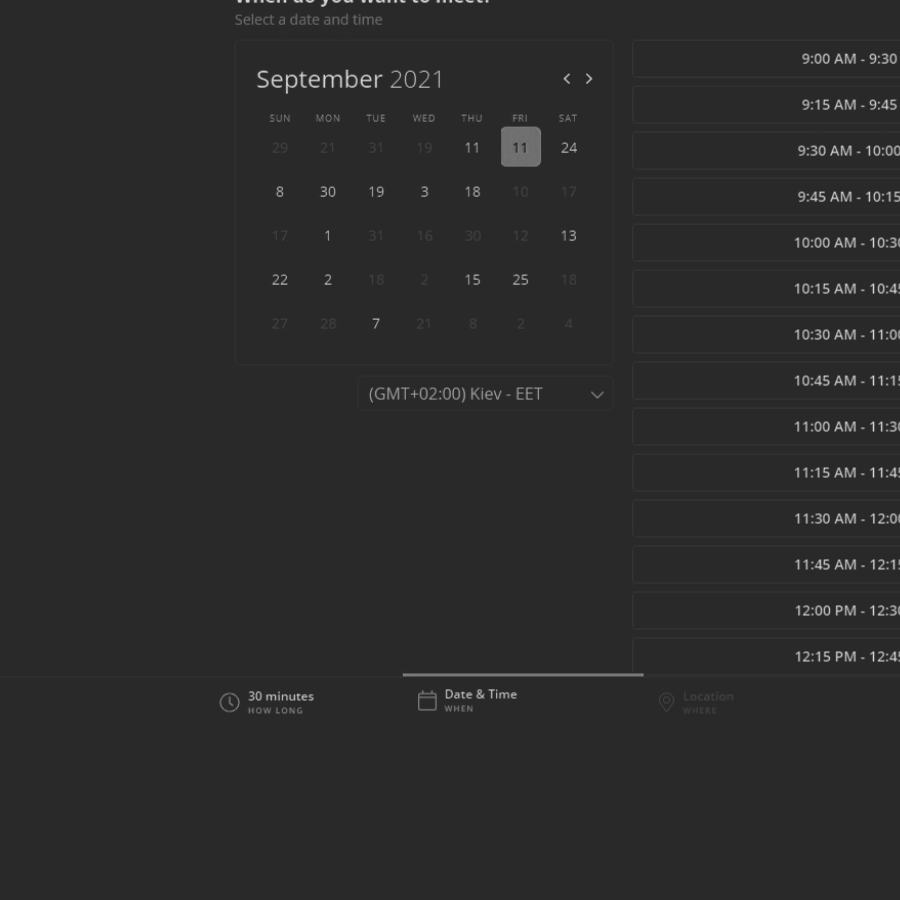 When do you want to meet?
Select a date and time
September 2021
SUN MON TUE WED THU FRI SAT
29 21 31 19 11 11 24
8 30 19 3 18 10 17
17 1 31 16 30 12 13
22 2 18 2 15 25 18
27 28 7 21 8 2 4
(GMT+02:00) Kiev - EET
9:00 AM - 9:30
9:15 AM - 9:45
9:30 AM - 10:00
9:45 AM - 10:15
10:00 AM - 10:30
10:15 AM - 10:45
10:30 AM - 11:00
10:45 AM - 11:15
11:00 AM - 11:30
11:15 AM - 11:45
11:30 AM - 12:00
11:45 AM - 12:15
12:00 PM - 12:30
12:15 PM - 12:45
30 minutes
HOW LONG
Date & Time
WHEN
Location
WHERE